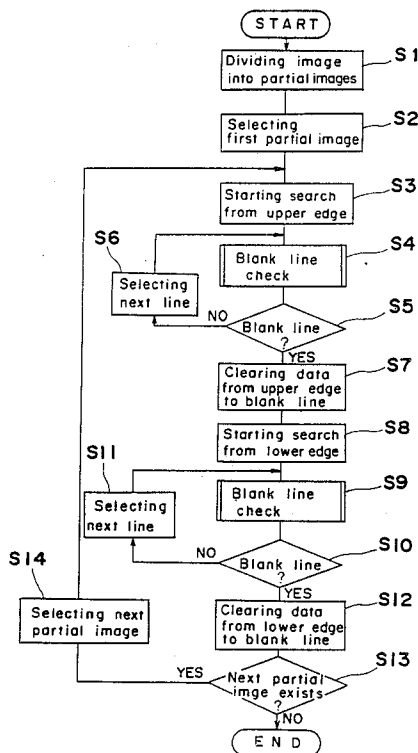 START
S1
Dividing image
into partial images
S2
Selecting
first partial image
S3
Starting search
from upper edge
S6
S4
Selecting
next line
Blank line
check
S5
NO
Blank line
?
YES
S7
Clearing data
from upper edge
to blank line
S8
Starting search
from lower edge
S11
S9
Selecting
next line
Blank line
check
S10
NO
Blank line
?
YES
S14
S12
Selecting next
partial image
Clearing data
from lower edge
to blank line
S13
YES
Next partial
imge exists
?
NO
END